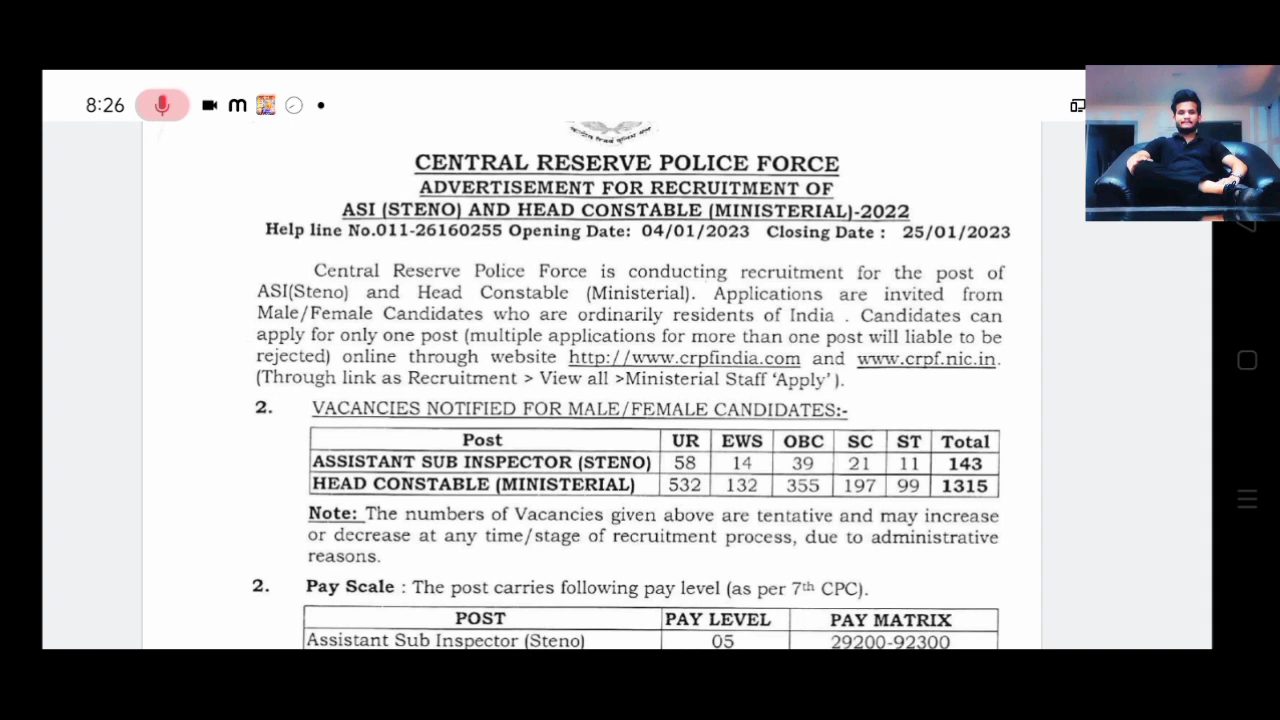 8:26 m
CENTRAL RESERVE POLICE FORCE
ADVERTISEMENT FOR RECRUITMENT OF
ASI (STENO) AND HEAD CONSTABLE (MINISTERIAL)-2022
Help line No.011-26160255 Opening Date: 04/01/2023 Closing Date : 25/01/2023
Central Reserve Police Force is conducting recruitment for the post of
ASI(Steno) and Head Constable (Ministerial). Applications are invited from
Male/Female Candidates who are ordinarily residents of India . Candidates can
apply for only one post (multiple applications for more than one post will liable to be
rejected) online through website http://www.crpfindia.com and www.crpf.nic.in.
(Through link as Recruitment > View all >Ministerial Staff 'Apply' ).
2. VACANCIES NOTIFIED FOR MALE/FEMALE CANDIDATES:-
Post UR EWS OBC SC ST Total
ASSISTANT SUB INSPECTOR (STENO) 58 14 39 21 11 143
HEAD CONSTABLE (MINISTERIAL) 532 132 355 197 99 1315
Note: The numbers of Vacancies given above are tentative and may increase
or decrease at any time/stage of recruitment process, due to administrative
reasons.
2. Pay Scale : The post carries following pay level (as per 7th CPC).
POST PAY LEVEL PAY MATRIX
Assistant Sub Inspector (Steno) 05 29200-92300